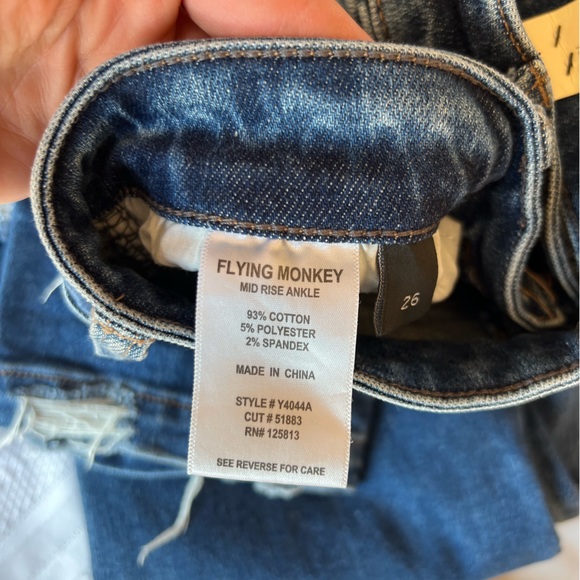 FLYING MONKEY
MID RISE ANKLE
93% COTTON
5% POLYESTER
2% SPANDEX
MADE IN CHINA
STYLE # Y4044A
CUT # 51883
RN# 125813
SEE REVERSE FOR CARE
26